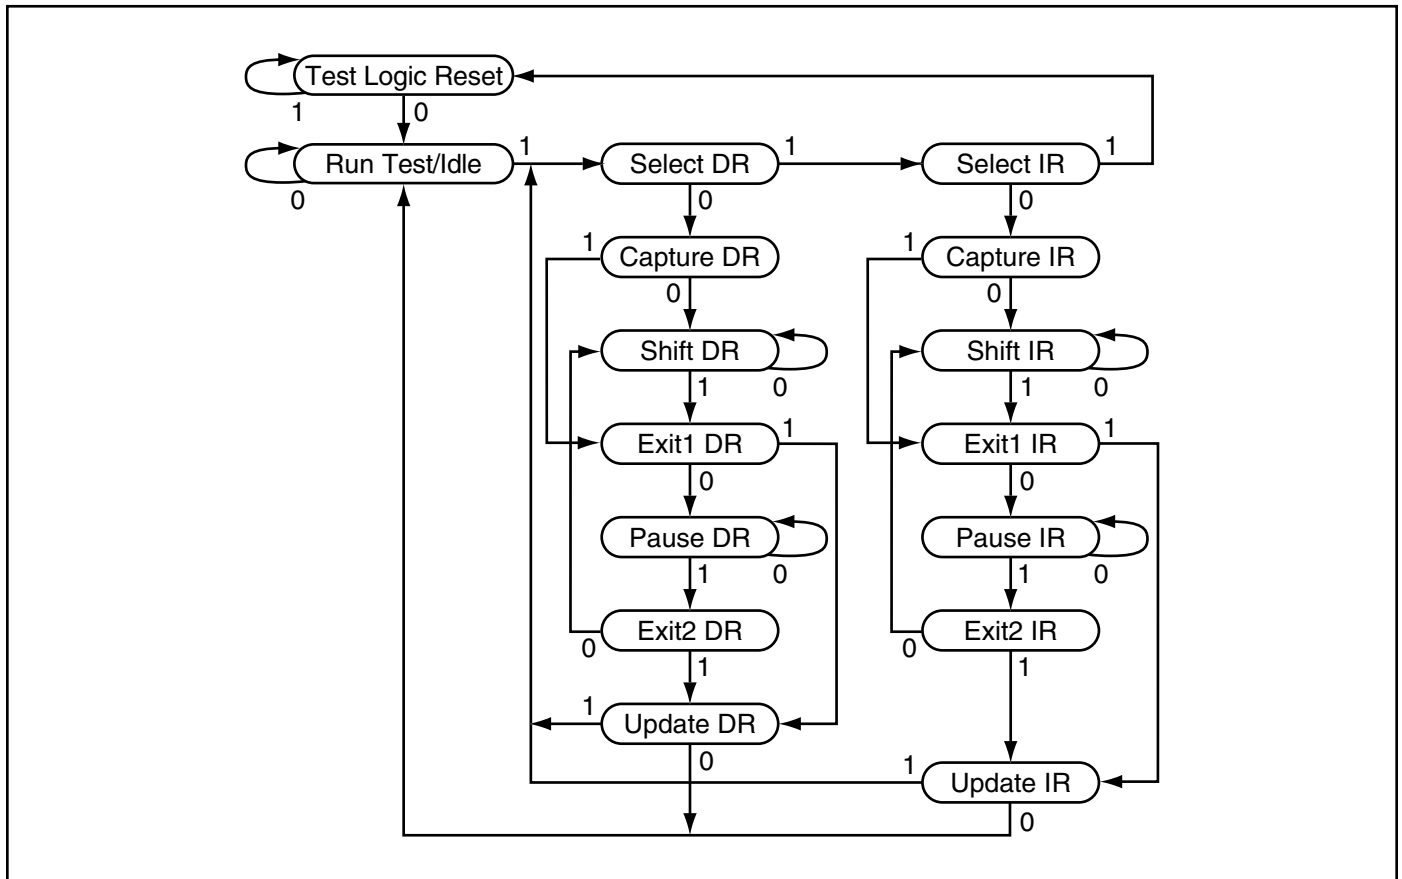 Test Logic Reset
1 0
Run Test/Idle 1 Select DR 1 Select IR 1
0 0 0
1 Capture DR 1 Capture IR
0 0
Shift DR Shift IR
1 0 1 0
Exit1 DR 1 Exit1 IR 1
0 0
Pause DR Pause IR
1 0 1 0
Exit2 DR Exit2 IR
0 1 0 1
1 Update DR
0 1 Update IR
0